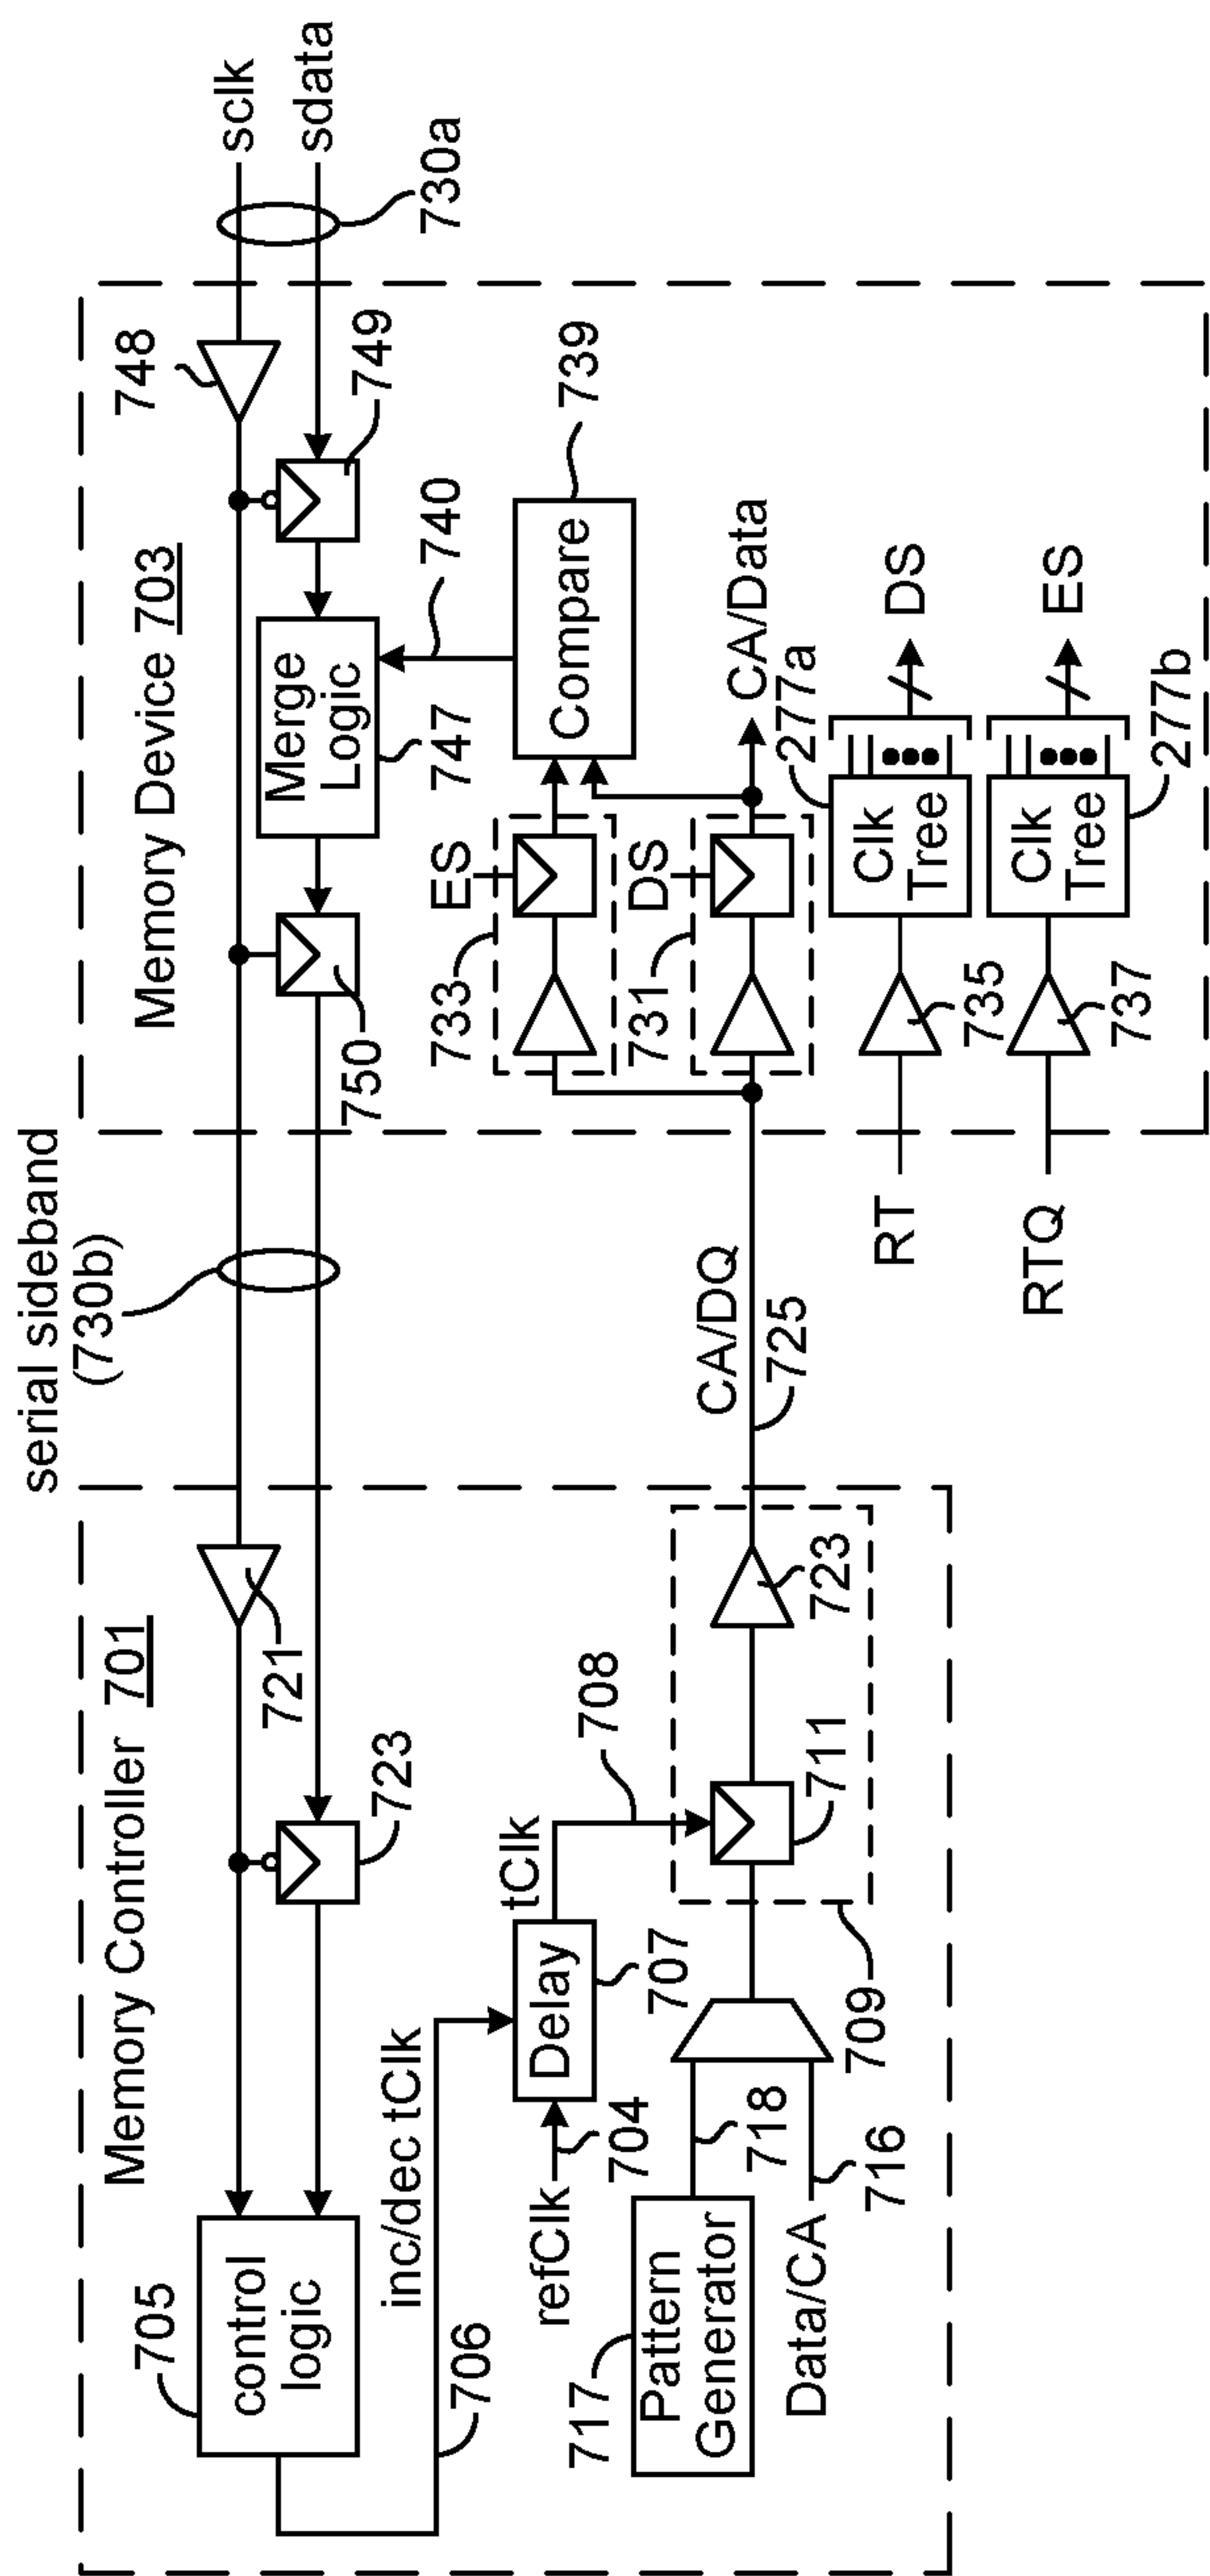 serial sideband
(730b)
Memory Controller 701
Memory Device 703
sclk
sdata
730a
705
control
logic
721
723
748
749
750
Merge
Logic
747
740
739
Compare
inc/dec tClk
706
refClk
704
Delay
707
tClk
708
717
Pattern
Generator
718
Data/CA
716
709
711
723
CA/DQ
725
733
ES
731
DS
CA/Data
277a
RT
735
Clk
Tree
DS
RTQ
737
Clk
Tree
277b
ES